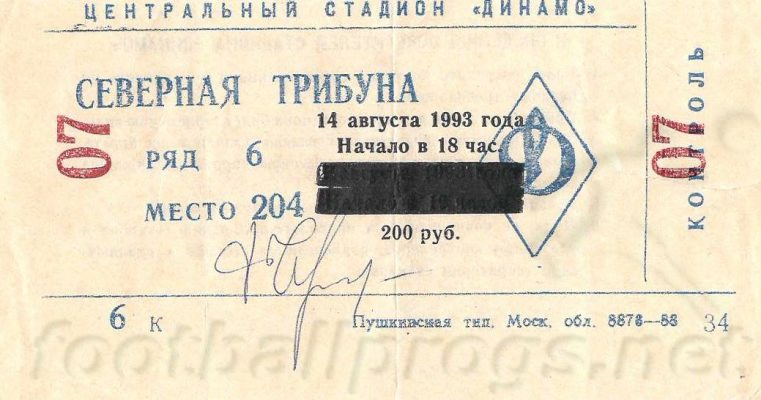 ЦЕНТРАЛЬНЫЙ СТАДИОН «ДИНАМО»
СЕВЕРНАЯ ТРИБУНА
14 августа 1993 года
Начало в 18 час.
07
РЯД 6
МЕСТО 204
200 руб.
07
КОНТРОЛЬ
6 К
Пушкинская тип. Моск. обл. 8876—88
34
footballprogs.net